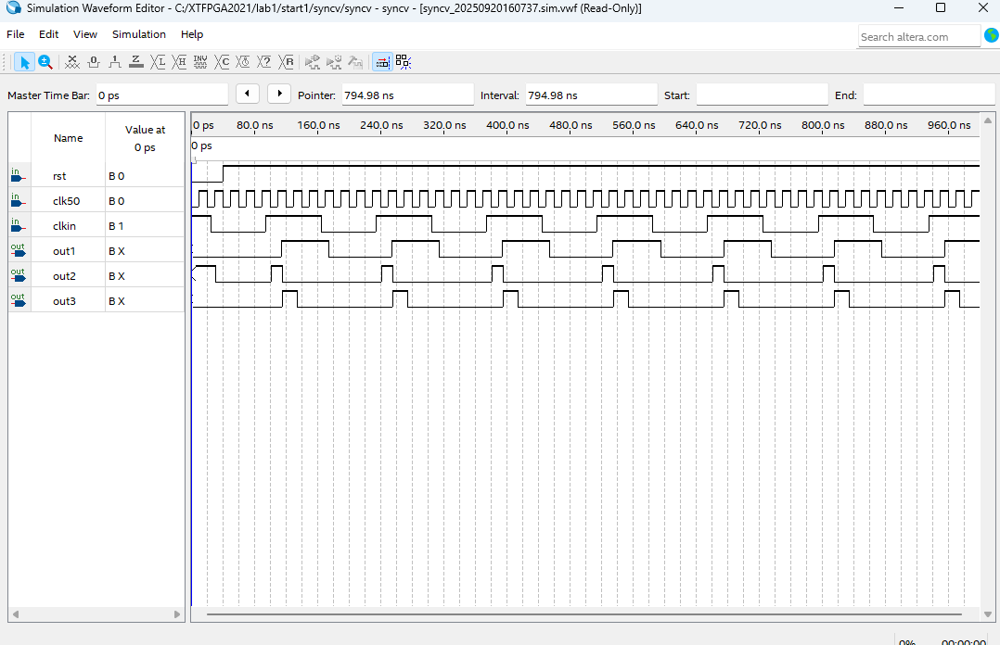 Simulation Waveform Editor - C:/XTFPGA2021/lab1/start1/syncv/syncv - syncv - [syncv_20250920160737.sim.vwf (Read-Only)]
File Edit View Simulation Help
Search altera.com
Master Time Bar: 0 ps Pointer: 794.98 ns Interval: 794.98 ns Start: End:
Name Value at 0 ps
0 ps 80.0 ns 160.0 ns 240.0 ns 320.0 ns 400.0 ns 480.0 ns 560.0 ns 640.0 ns 720.0 ns 800.0 ns 880.0 ns 960.0 ns
0 ps
in rst B 0
in clk50 B 0
in clkin B 1
out out1 B X
out out2 B X
out out3 B X
0% 00:00:00